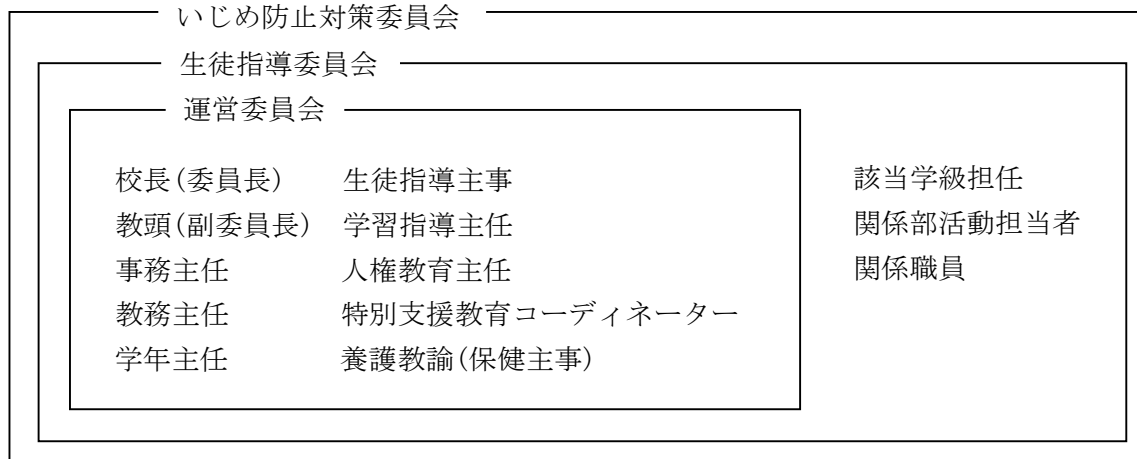 いじめ防止対策委員会
生徒指導委員会
運営委員会
校長(委員長) 生徒指導主事
教頭(副委員長) 学習指導主任
事務主任 人権教育主任
教務主任 特別支援教育コーディネーター
学年主任 養護教諭(保健主事)
該当学級担任
関係部活動担当者
関係職員